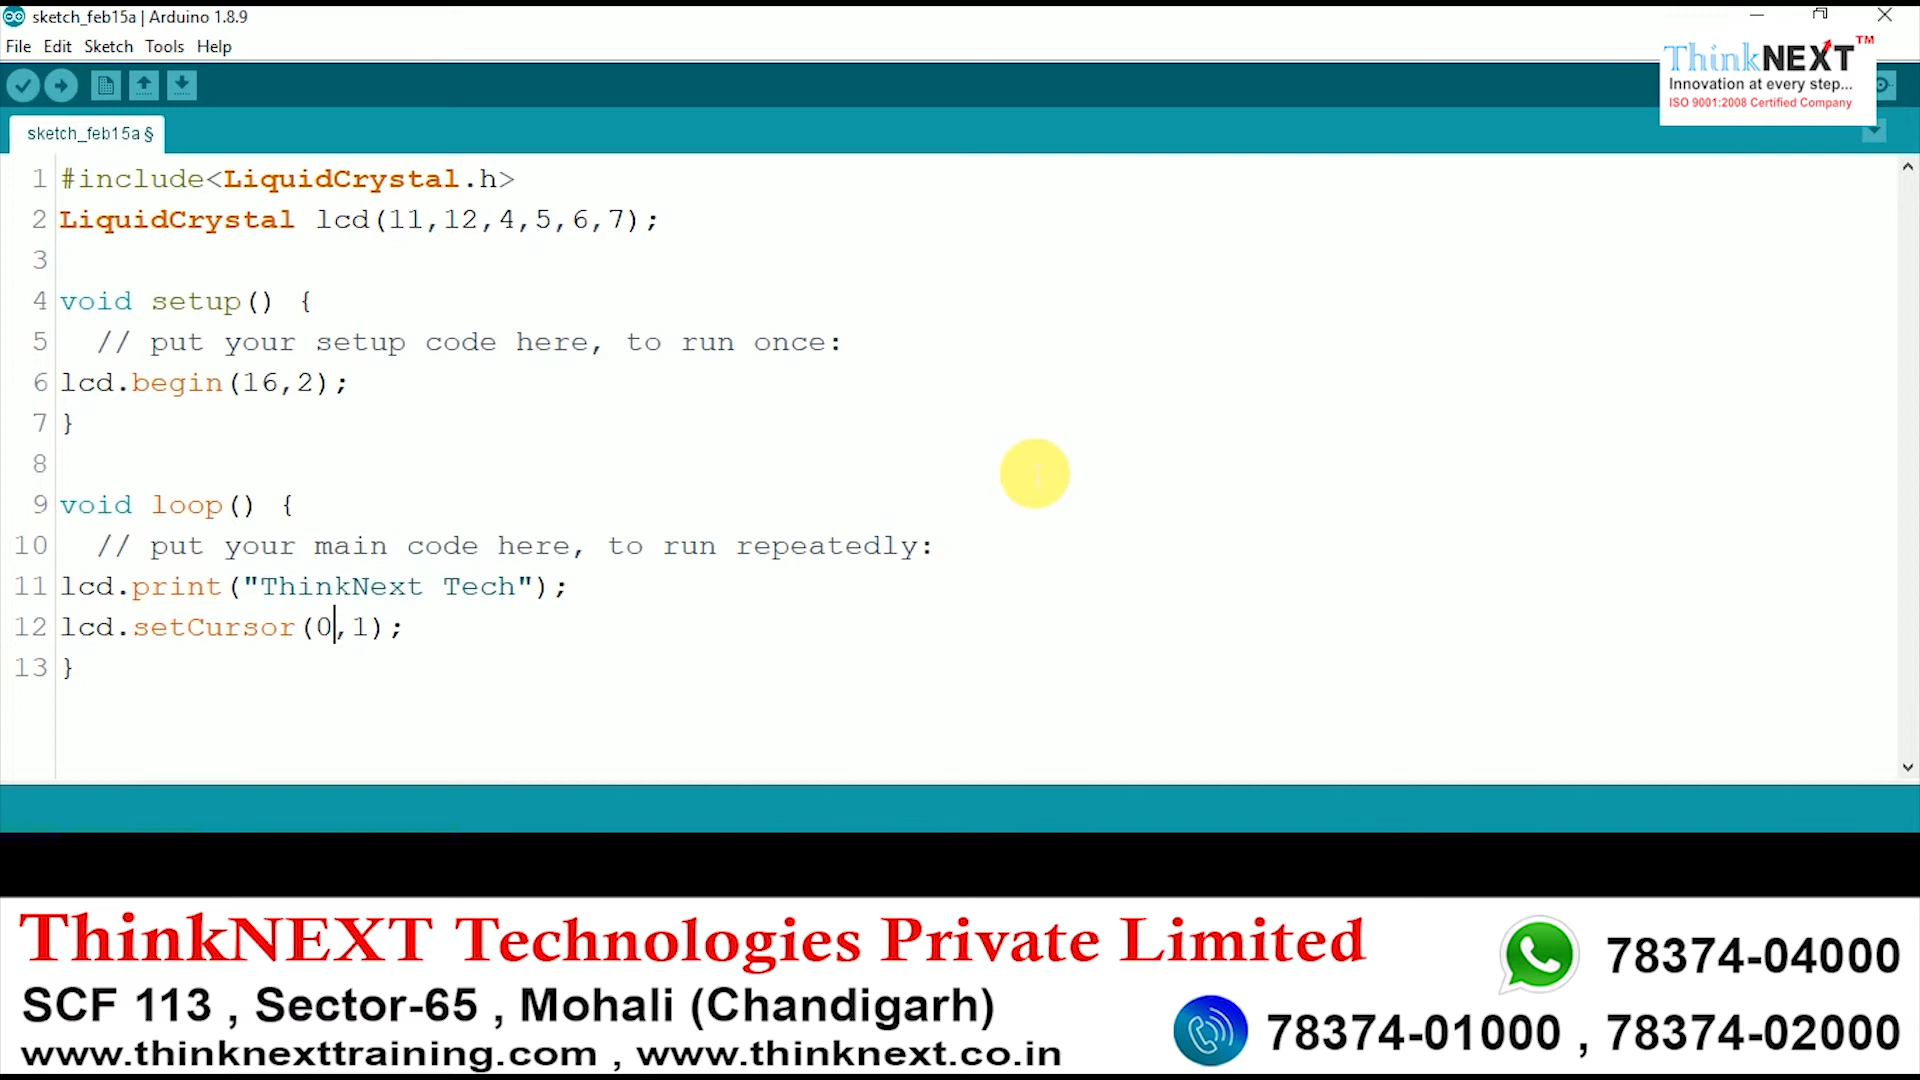 sketch_feb15a | Arduino 1.8.9
File Edit Sketch Tools Help
ThinkNEXT™
Innovation at every step...
ISO 9001:2008 Certified Company
sketch_feb15a §
1 #include<LiquidCrystal.h>
2 LiquidCrystal lcd(11,12,4,5,6,7);
3
4 void setup() {
5 // put your setup code here, to run once:
6 lcd.begin(16,2);
7 }
8
9 void loop() {
10 // put your main code here, to run repeatedly:
11 lcd.print("ThinkNext Tech");
12 lcd.setCursor(0,1);
13 }
ThinkNEXT Technologies Private Limited
SCF 113 , Sector-65 , Mohali (Chandigarh)
www.thinknexttraining.com , www.thinknext.co.in
78374-04000
78374-01000 , 78374-02000